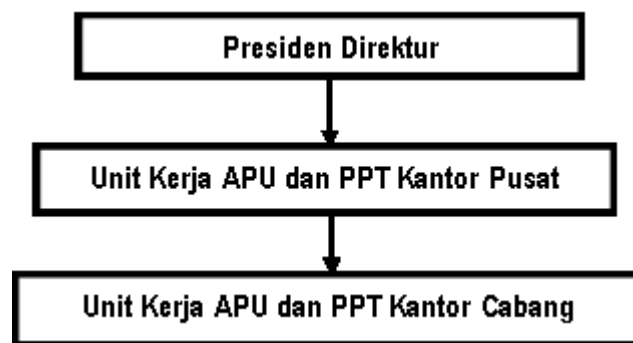 Presiden Direktur
Unit Kerja APU dan PPT Kantor Pusat
Unit Kerja APU dan PPT Kantor Cabang